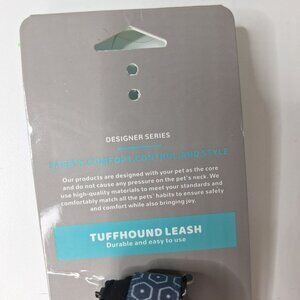 DESIGNER SERIES
COMFORT, CONTROL, AND STYLE
Our products are designed with your pet as the core
and do not cause any pressure on the pet's neck. We
use high-quality materials to meet your standards and
comfortably match all the pets' habits to ensure safety
and comfort while also bringing joy.
TUFFHOUND LEASH
Durable and easy to use